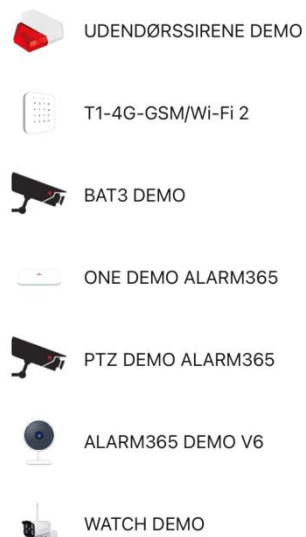 UDENDØRSSIRENE DEMO
T1-4G-GSM/Wi-Fi 2
BAT3 DEMO
ONE DEMO ALARM365
PTZ DEMO ALARM365
ALARM365 DEMO V6
WATCH DEMO